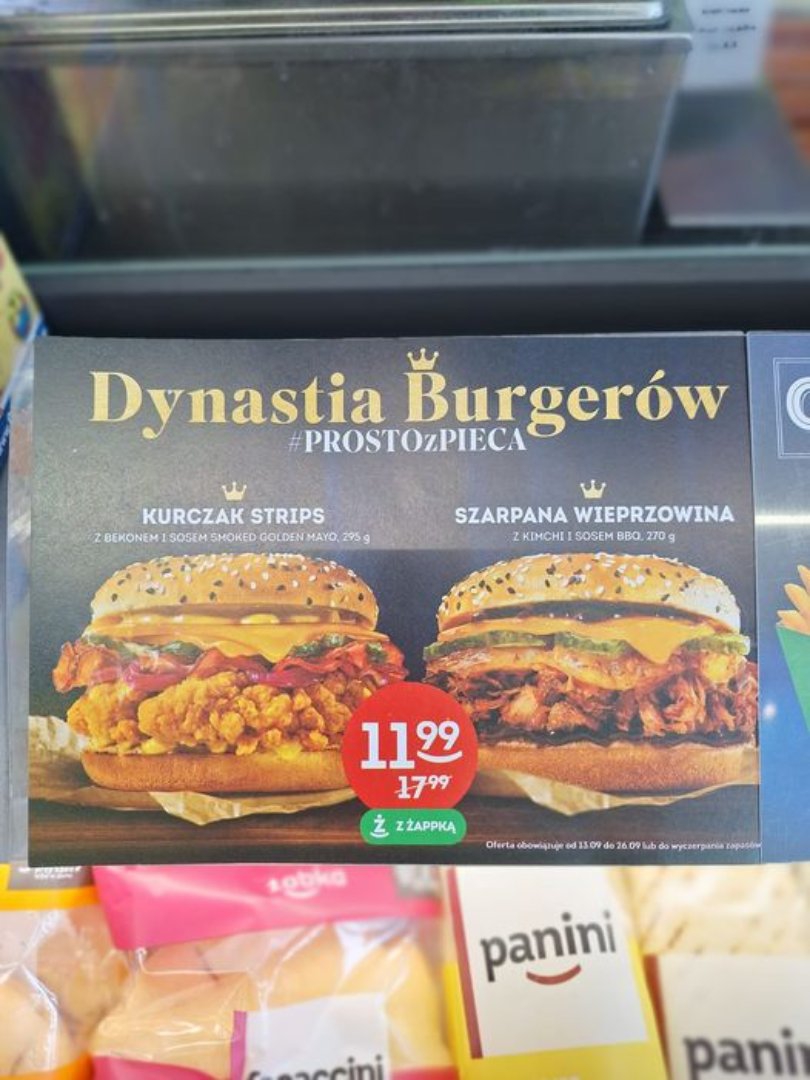 Dynastia Burgerów
#PROSTOzPIECA
KURCZAK STRIPS
Z BEKONEM I SOSEM SMOKED GOLDEN MAYO, 295 g
SZARPANA WIEPRZOWINA
Z KIMCHI I SOSEM BBQ, 270 g
11 99
17 99
Ż Z ŻAPPKĄ
Oferta obowiązuje od 13.09 do 26.09 lub do wyczerpania zapasów
żabka
panini
panini